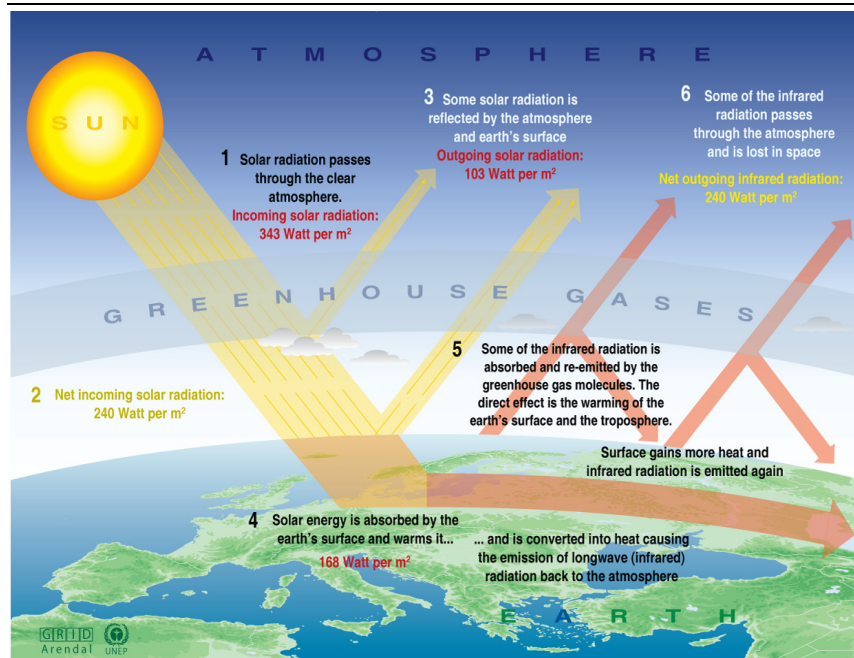 ATMOSPHERE
SUN
1 Solar radiation passes
through the clear
atmosphere.
Incoming solar radiation:
343 Watt per m²
3 Some solar radiation is
reflected by the atmosphere
and earth's surface
Outgoing solar radiation:
103 Watt per m²
6 Some of the infrared
radiation passes
through the atmosphere
and is lost in space
Net outgoing infrared radiation:
240 Watt per m²
GREENHOUSE GASES
2 Net incoming solar radiation:
240 Watt per m²
5 Some of the infrared radiation is
absorbed and re-emitted by the
greenhouse gas molecules. The
direct effect is the warming of the
earth's surface and the troposphere.
Surface gains more heat and
infrared radiation is emitted again
4 Solar energy is absorbed by the
earth's surface and warms it...
168 Watt per m²
... and is converted into heat causing
the emission of longwave (infrared)
radiation back to the atmosphere
EARTH
GRID
Arendal
UNEP